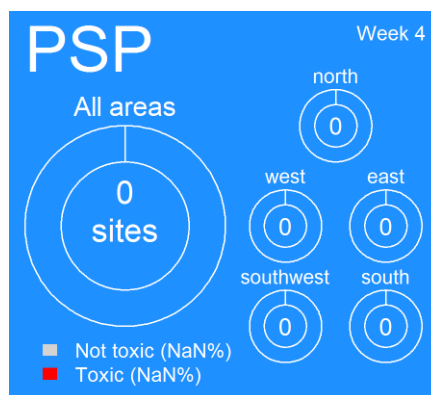 PSP
Week 4
All areas
0
sites
north
0
west
0
east
0
southwest
0
south
0
Not toxic (NaN%)
Toxic (NaN%)